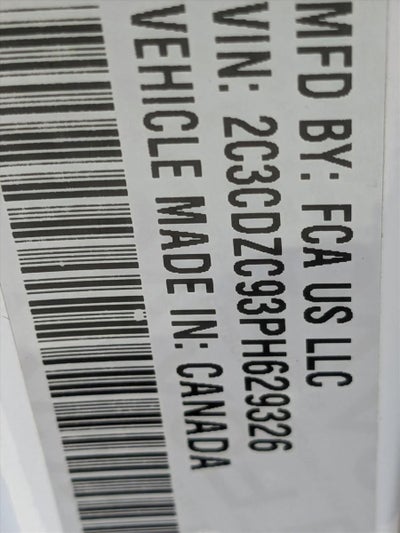 MFD BY: FCA US LLC
VIN: 2C3CDZC93PH629326
VEHICLE MADE IN: CANADA